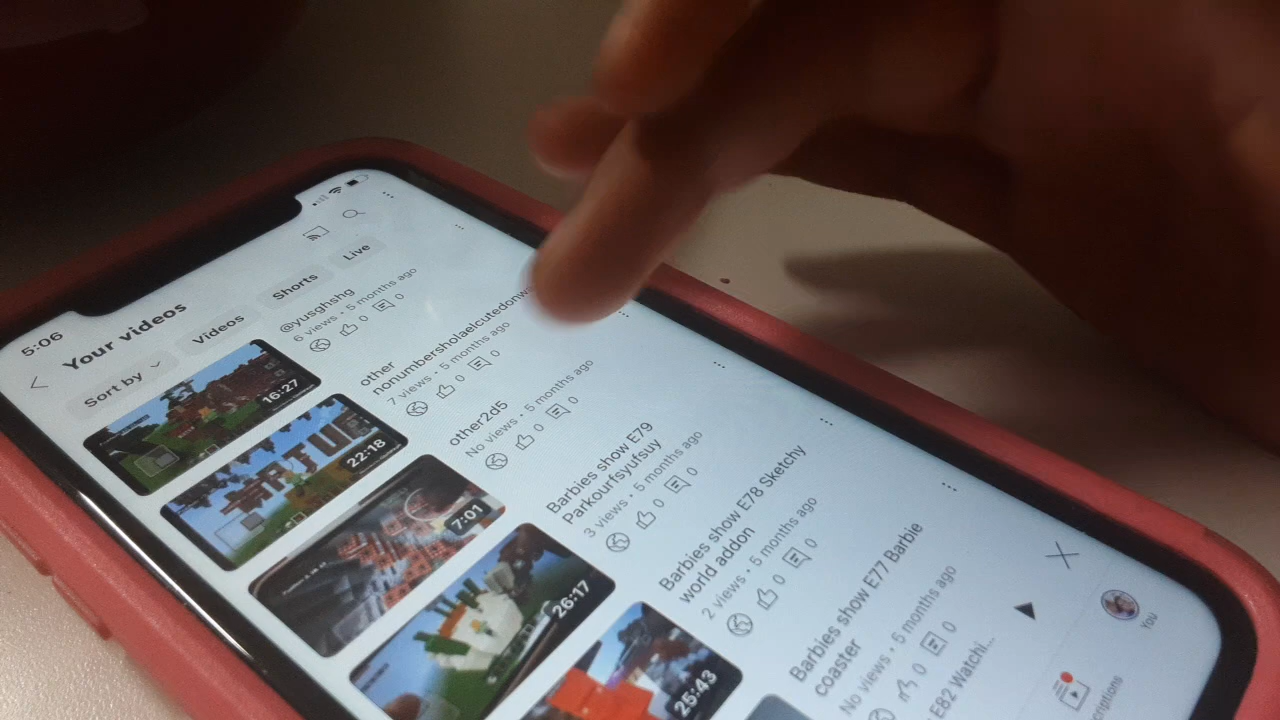 5:06
Your videos
Sort by
Videos
Shorts
Live
@yusghshg
6 views • 5 months ago
0
0
16:27
other
nonumbersholaelcutedonw
7 views • 5 months ago
0
0
22:18
other2d5
No views • 5 months ago
0
0
7:01
Barbies show E79
Parkourfsyufsuy
3 views • 5 months ago
0
0
26:17
Barbies show E78 Sketchy
world addon
2 views • 5 months ago
0
0
25:43
Barbies show E77 Barbie
coaster
No views • 5 months ago
0
0
E82 Watchi...
You